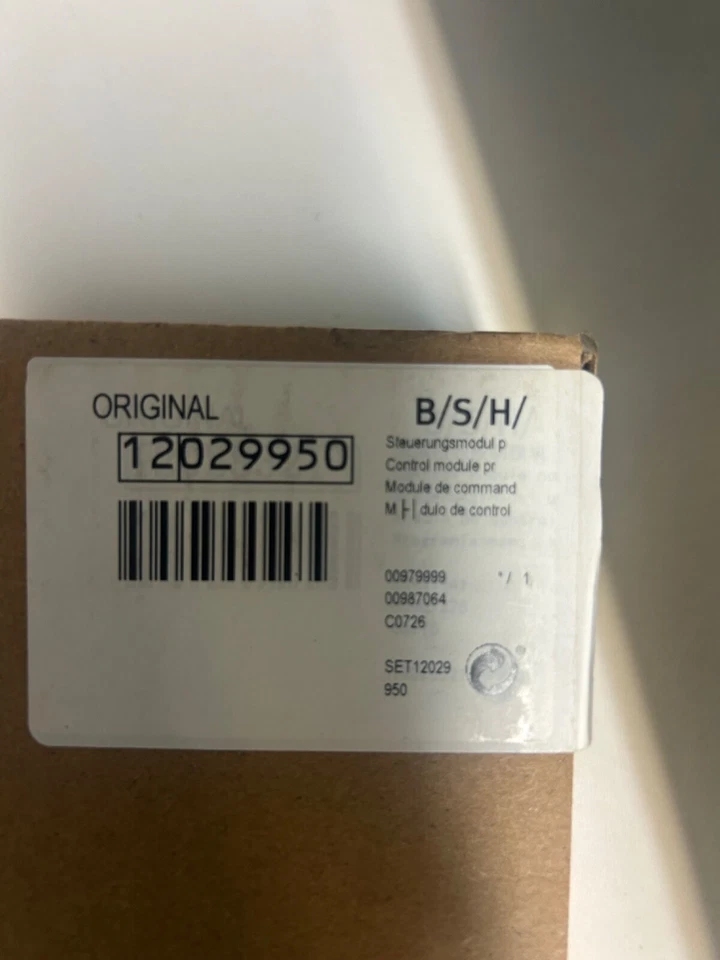 ORIGINAL
12029950
B/S/H/
Steuerungsmodul p
Control module pr
Module de command
M├┤dulo de control
00979999 */ 1
00987064
C0726
SET12029
950